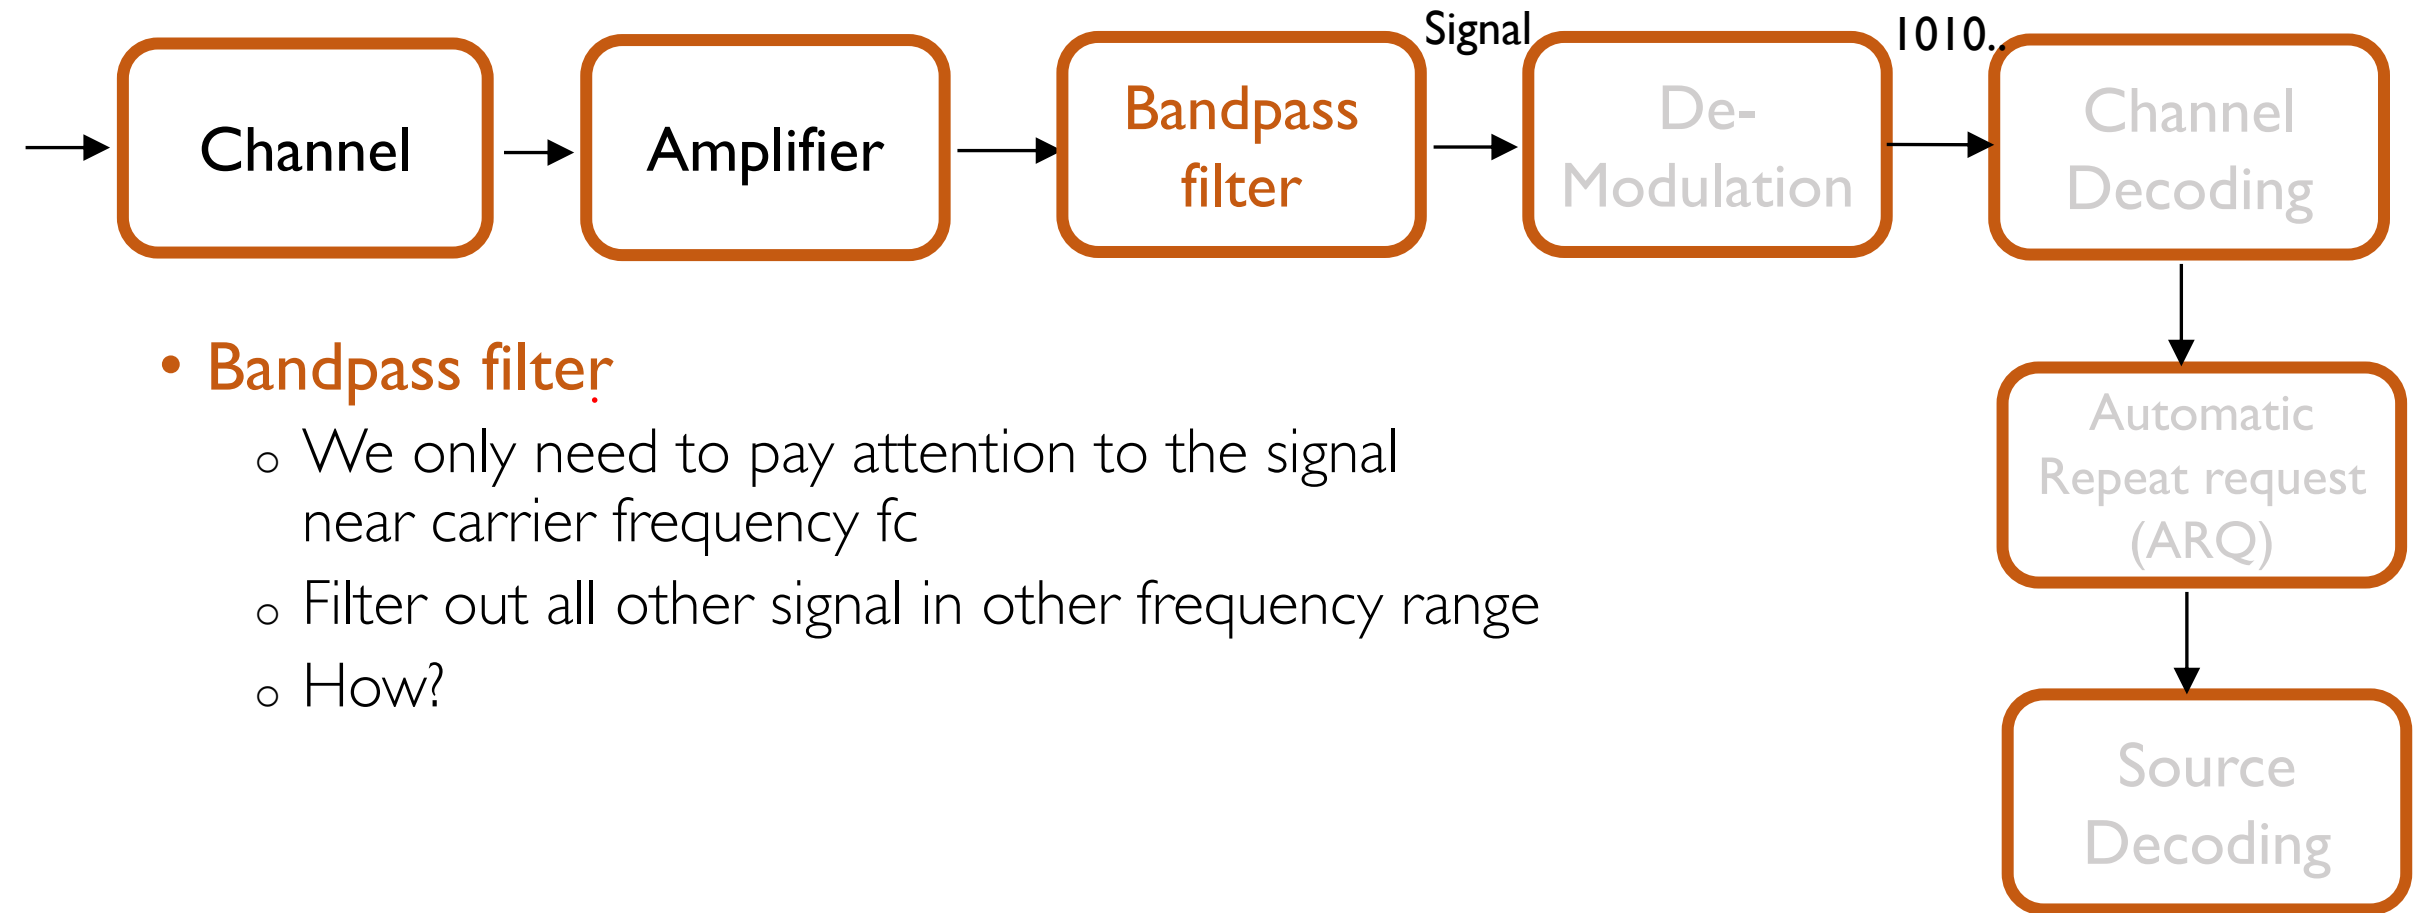 Signal
1010..
Channel
Amplifier
Bandpass
filter
De-
Modulation
Channel
Decoding
• Bandpass filter
o We only need to pay attention to the signal
near carrier frequency fc
o Filter out all other signal in other frequency range
o How?
Automatic
Repeat request
(ARQ)
Source
Decoding